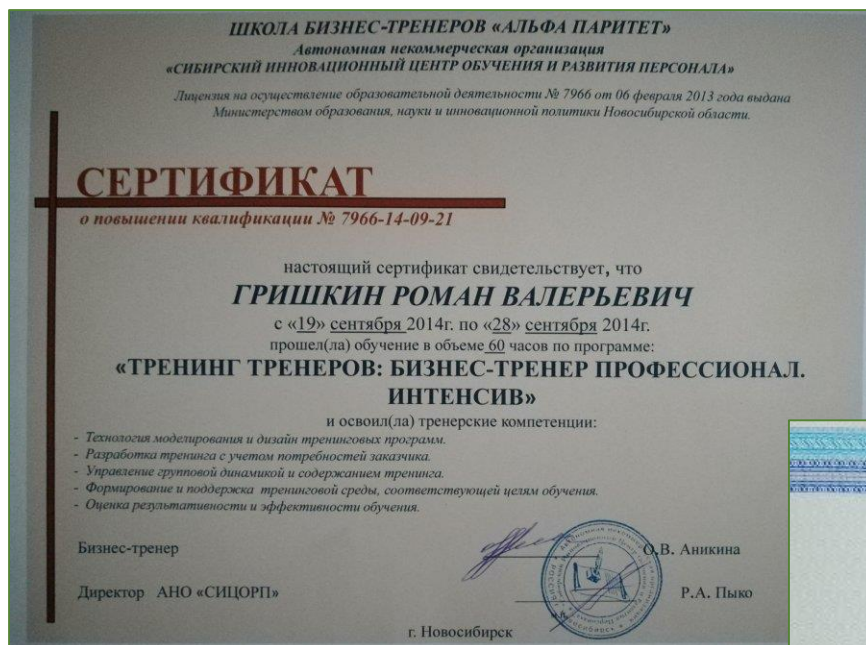 ШКОЛА БИЗНЕС-ТРЕНЕРОВ «АЛЬФА ПАРИТЕТ»
Автономная некоммерческая организация
«СИБИРСКИЙ ИННОВАЦИОННЫЙ ЦЕНТР ОБУЧЕНИЯ И РАЗВИТИЯ ПЕРСОНАЛА»
Лицензия на осуществление образовательной деятельности № 7966 от 06 февраля 2013 года выдана
Министерством образования, науки и инновационной политики Новосибирской области.
СЕРТИФИКАТ
о повышении квалификации № 7966-14-09-21
настоящий сертификат свидетельствует, что
ГРИШКИН РОМАН ВАЛЕРЬЕВИЧ
с «19» сентября 2014г. по «28» сентября 2014г.
прошел(ла) обучение в объеме 60 часов по программе:
«ТРЕНИНГ ТРЕНЕРОВ: БИЗНЕС-ТРЕНЕР ПРОФЕССИОНАЛ.
ИНТЕНСИВ»
и освоил(ла) тренерские компетенции:
- Технология моделирования и дизайн тренинговых программ.
- Разработка тренинга с учетом потребностей заказчика.
- Управление групповой динамикой и содержанием тренинга.
- Формирование и поддержка тренинговой среды, соответствующей целям обучения.
- Оценка результативности и эффективности обучения.
Бизнес-тренер О.В. Аникина
Директор АНО «СИЦОРП» Р.А. Пыко
г. Новосибирск